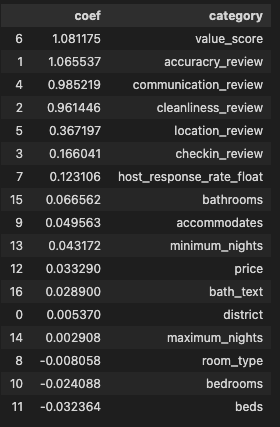 coef category
6 1.081175 value_score
1 1.065537 accuracry_review
4 0.985219 communication_review
2 0.961446 cleanliness_review
5 0.367197 location_review
3 0.166041 checkin_review
7 0.123106 host_response_rate_float
15 0.066562 bathrooms
9 0.049563 accommodates
13 0.043172 minimum_nights
12 0.033290 price
16 0.028900 bath_text
0 0.005370 district
14 0.002908 maximum_nights
8 -0.008058 room_type
10 -0.024088 bedrooms
11 -0.032364 beds